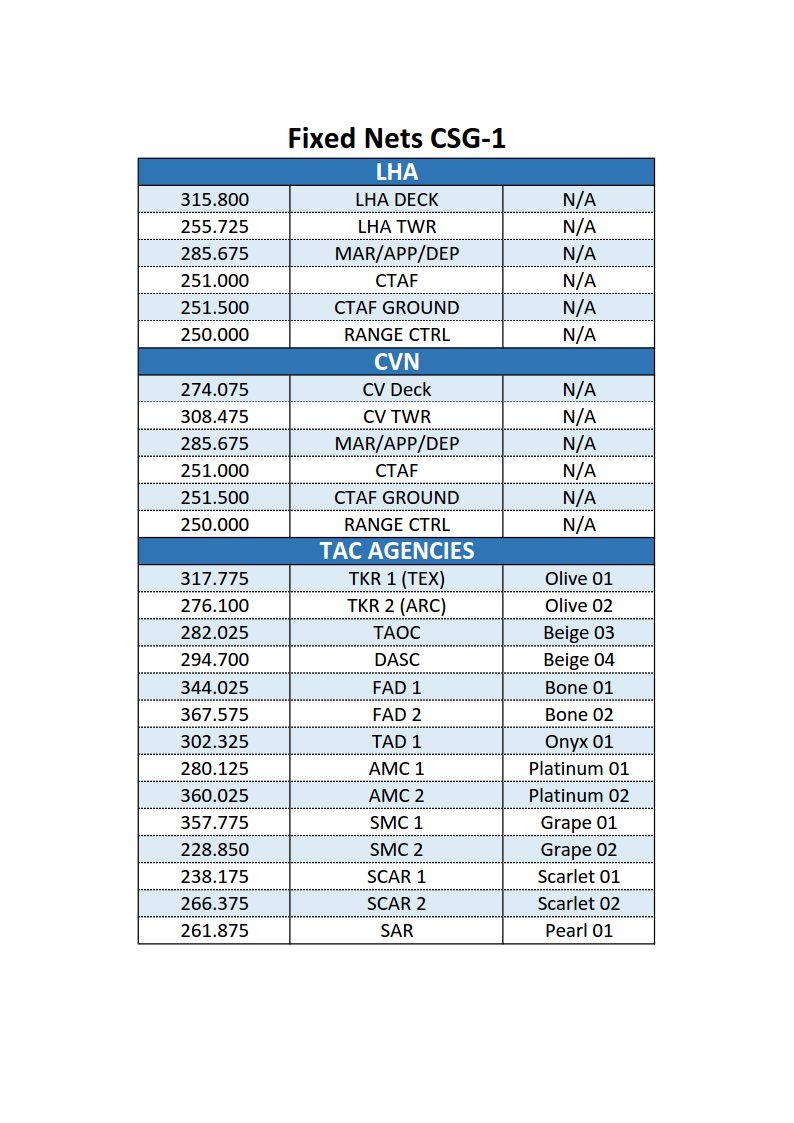 Fixed Nets CSG-1
LHA
315.800 LHA DECK N/A
255.725 LHA TWR N/A
285.675 MAR/APP/DEP N/A
251.000 CTAF N/A
251.500 CTAF GROUND N/A
250.000 RANGE CTRL N/A
CVN
274.075 CV Deck N/A
308.475 CV TWR N/A
285.675 MAR/APP/DEP N/A
251.000 CTAF N/A
251.500 CTAF GROUND N/A
250.000 RANGE CTRL N/A
TAC AGENCIES
317.775 TKR 1 (TEX) Olive 01
276.100 TKR 2 (ARC) Olive 02
282.025 TAOC Beige 03
294.700 DASC Beige 04
344.025 FAD 1 Bone 01
367.575 FAD 2 Bone 02
302.325 TAD 1 Onyx 01
280.125 AMC 1 Platinum 01
360.025 AMC 2 Platinum 02
357.775 SMC 1 Grape 01
228.850 SMC 2 Grape 02
238.175 SCAR 1 Scarlet 01
266.375 SCAR 2 Scarlet 02
261.875 SAR Pearl 01